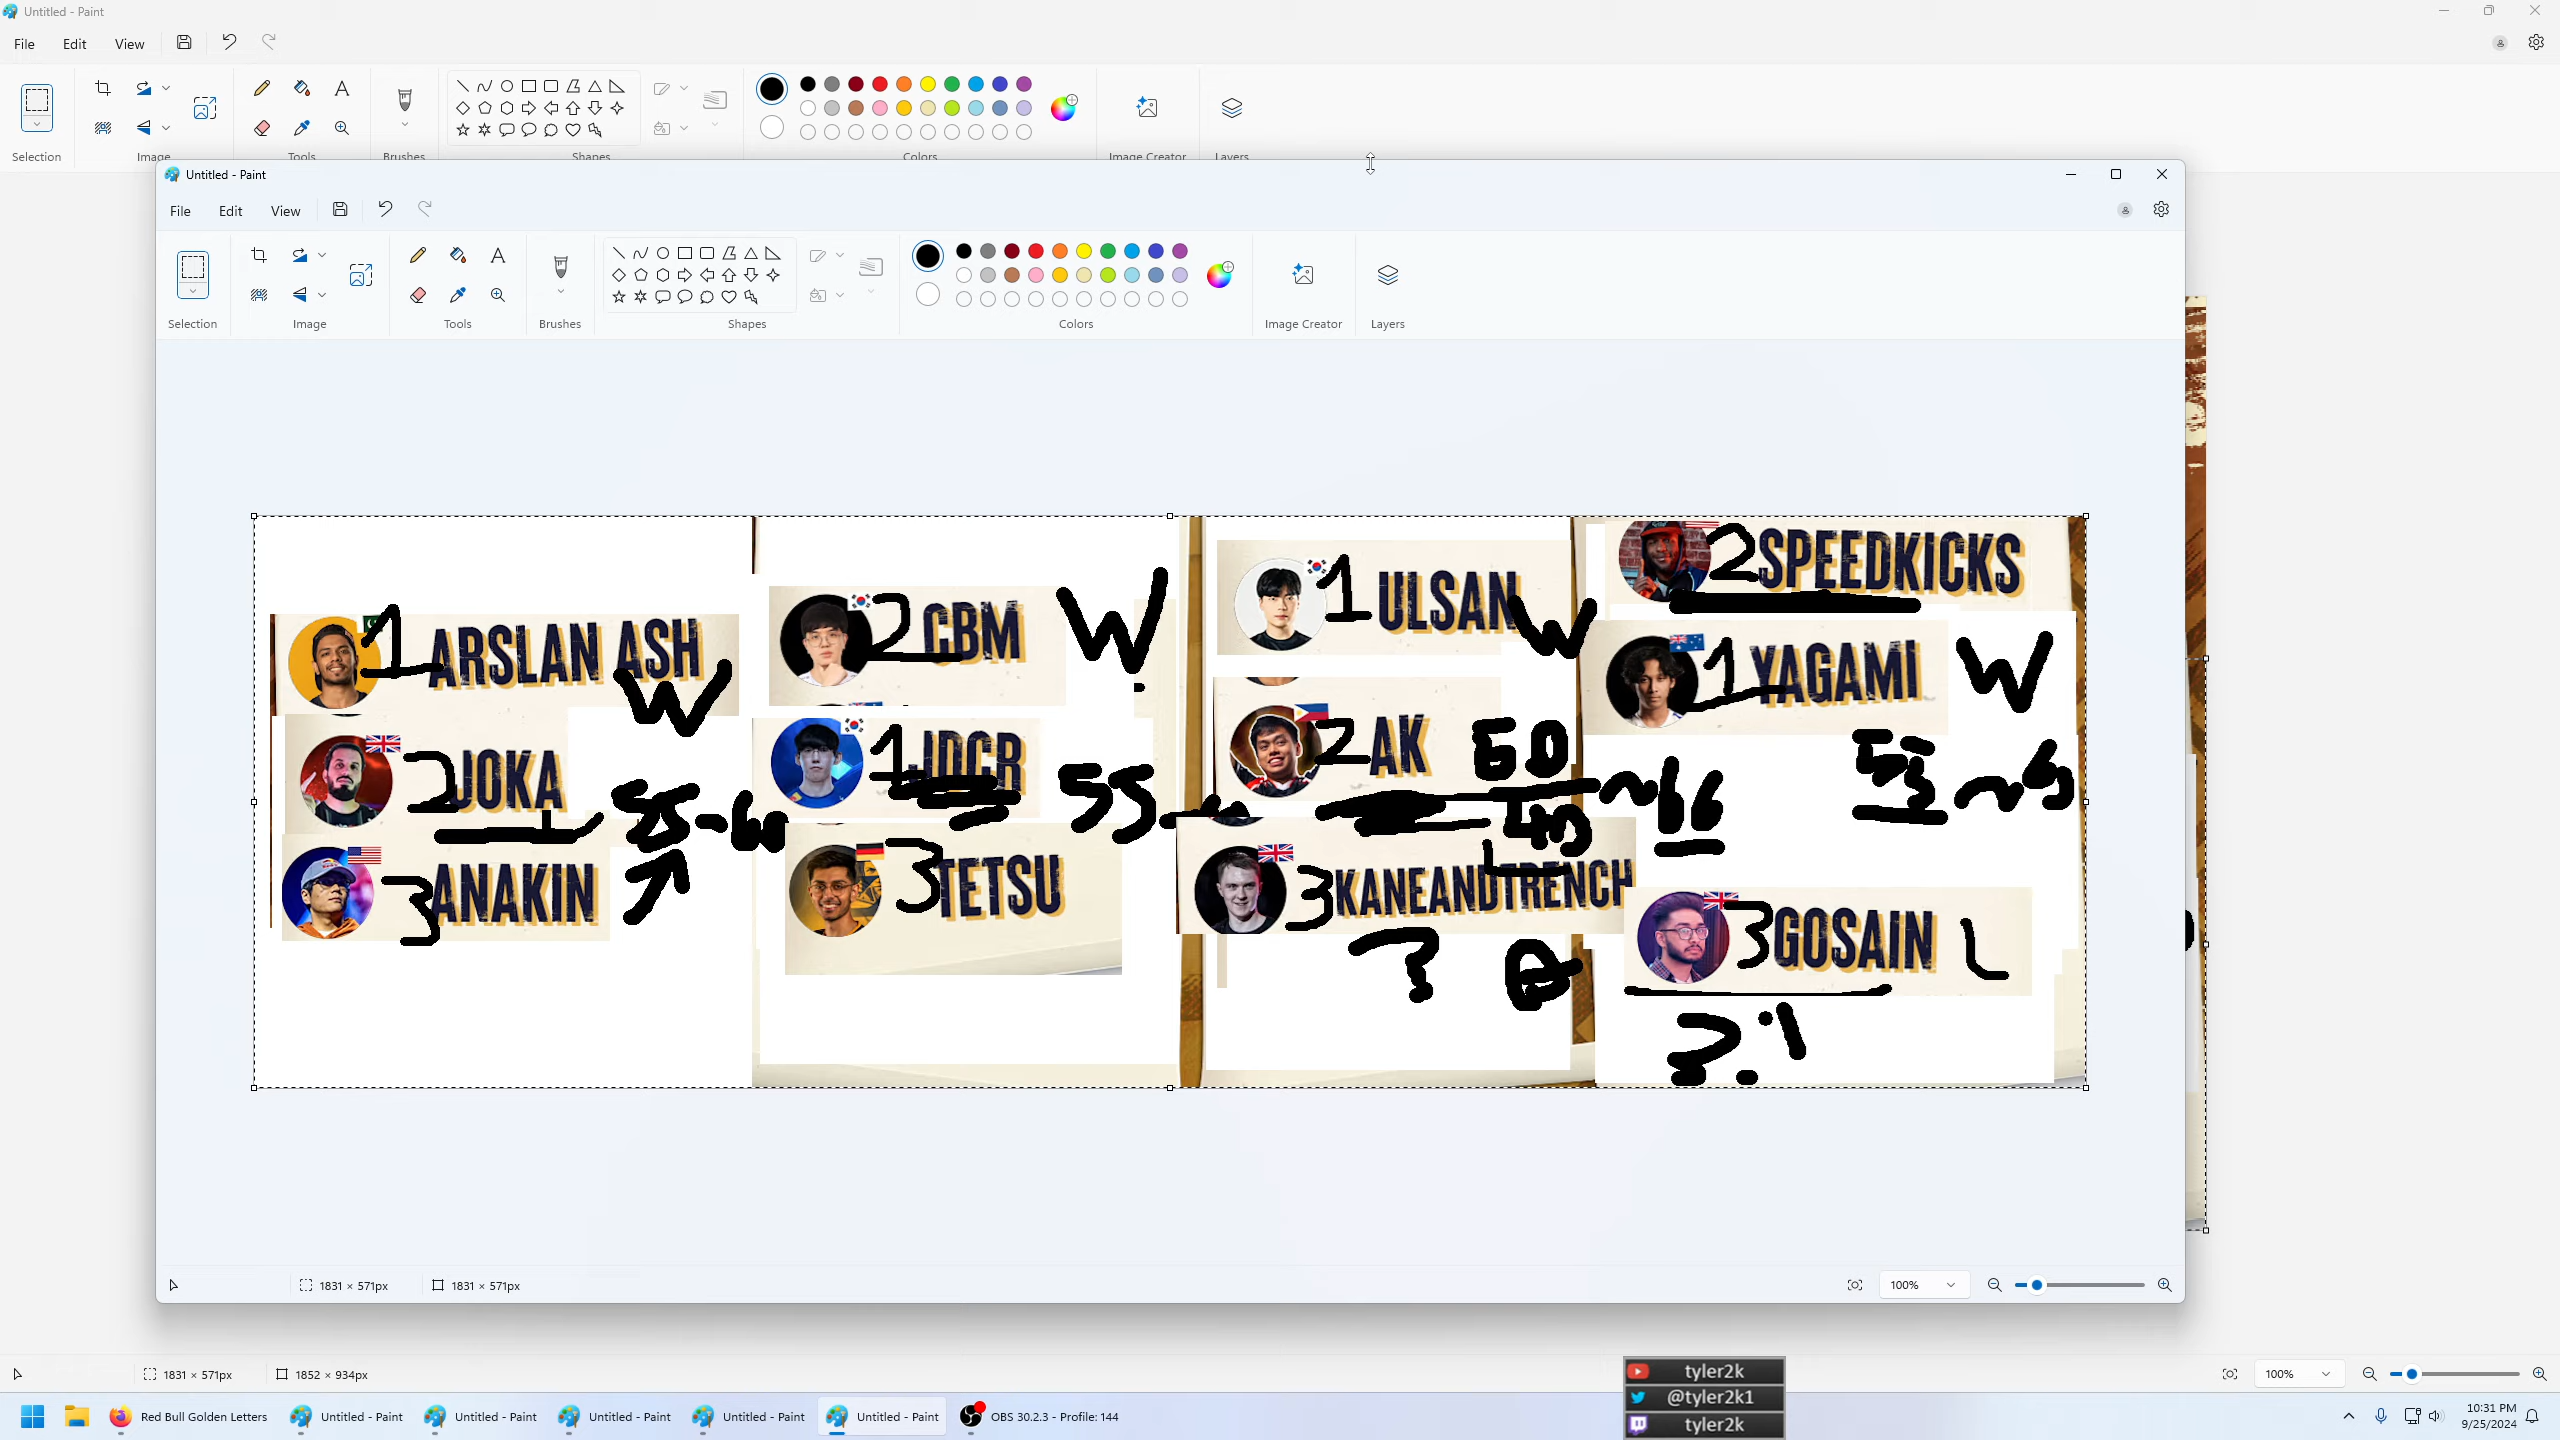 Untitled - Paint
File Edit View
Selection Image Tools Brushes Shapes Colors Image Creator Layers
Untitled - Paint
File Edit View
Selection Image Tools Brushes Shapes Colors Image Creator Layers
1 ARSLAN ASH W
2 JOKA
55-60
3 ANAKIN
2 CBM W
1 JDCR 55
3 TETSU
1 ULSAN W
2 AK 60 ~66
40
3 KANEANDTRENCH L
?
2 SPEEDKICKS
1 YAGAMI W
55 ~
3 GOSAIN L
1831 × 571px 1831 × 571px 100%
1831 × 571px 1852 × 934px 100%
tyler2k
@tyler2k1
tyler2k
Red Bull Golden Letters Untitled - Paint Untitled - Paint Untitled - Paint Untitled - Paint Untitled - Paint OBS 30.2.3 - Profile: 144
10:31 PM
9/25/2024